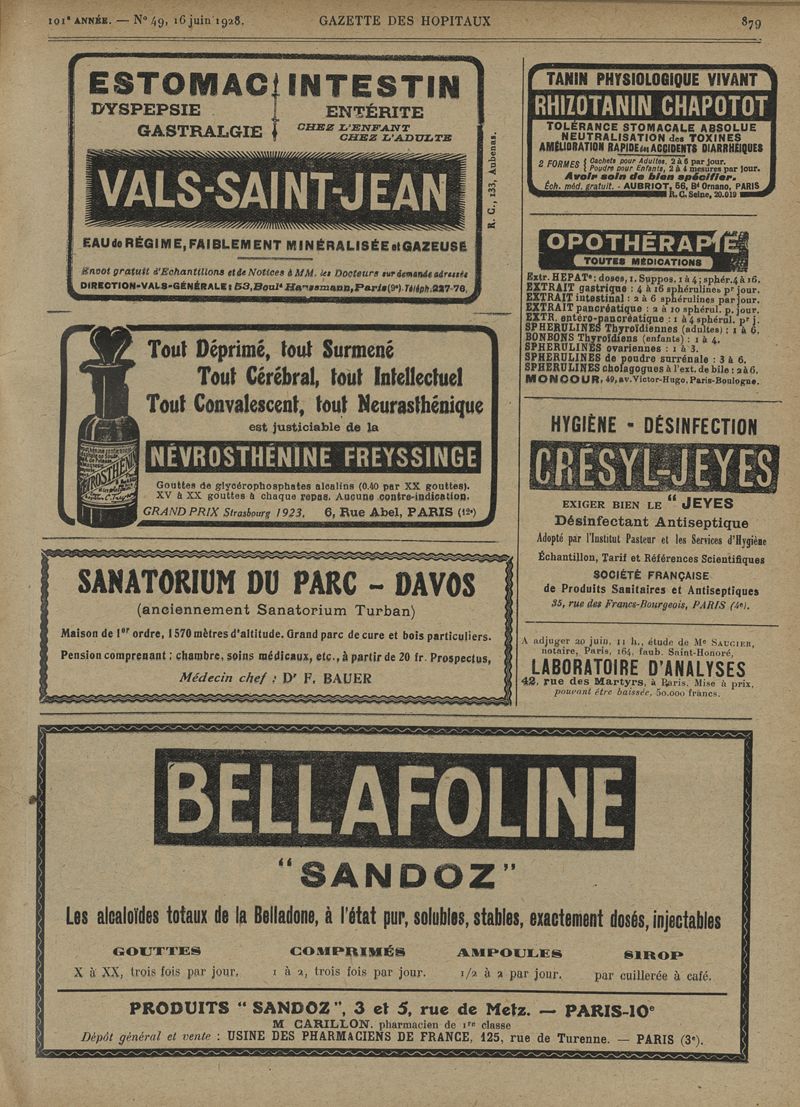 101e ANNÉE. — No 49, 16 juin 1928.
GAZETTE DES HOPITAUX
879
ESTOMAC INTESTIN
DYSPEPSIE ENTÉRITE
GASTRALGIE CHEZ L'ENFANT
CHEZ L'ADULTE
VALS-SAINT-JEAN
EAU de RÉGIME, FAIBLEMENT MINÉRALISÉE et GAZEUSE
Envoi gratuit d'Echantillons et de Notices à MM. les Docteurs sur demande adressée
DIRECTION-VALS-GÉNÉRALE: 53, Boulᵈ Haussmann, Paris (9e). Téléph. 227-76.
R. C., 133, Aubenas.
Tout Déprimé, tout Surmené
Tout Cérébral, tout Intellectuel
Tout Convalescent, tout Neurasthénique
est justiciable de la
NÉVROSTHÉNINE FREYSSINGE
Gouttes de glycérophosphates alcalins (0.40 par XX gouttes).
XV à XX gouttes à chaque repas. Aucune contre-indication.
GRAND PRIX Strasbourg 1923. 6, Rue Abel, PARIS (12e)
SANATORIUM DU PARC - DAVOS
(anciennement Sanatorium Turban)
Maison de 1er ordre, 1570 mètres d'altitude. Grand parc de cure et bois particuliers.
Pension comprenant : chambre, soins médicaux, etc., à partir de 20 fr. Prospectus,
Médecin chef : Dr F. BAUER
TANIN PHYSIOLOGIQUE VIVANT
RHIZOTANIN CHAPOTOT
TOLÉRANCE STOMACALE ABSOLUE
NEUTRALISATION des TOXINES
AMÉLIORATION RAPIDE des ACCIDENTS DIARRHÉIQUES
2 FORMES { Cachets pour Adultes, 2 à 6 par jour.
{ Poudre pour Enfants, 2 à 4 mesures par jour.
Avoir soin de bien spécifier.
Éch. méd. gratuit. - AUBRIOT, 56, Bd Ornano, PARIS
R. C. Seine, 20.019
OPOTHÉRAPIE
TOUTES MÉDICATIONS
Extr. HEPATe: doses, 1. Suppos. 1 à 4; sphér. 4 à 16.
EXTRAIT gastrique : 4 à 16 sphérulines pr jour.
EXTRAIT intestinal : 2 à 6 sphérulines par jour.
EXTRAIT pancréatique : 2 à 10 sphérul. p. jour.
EXTR. entéro-pancréatique : 1 à 4 sphérul. pr j.
SPHERULINES Thyroïdiennes (adultes) : 1 à 6.
BONBONS Thyroïdiens (enfants) : 1 à 4.
SPHERULINES ovariennes : 1 à 3.
SPHERULINES de poudre surrénale : 3 à 6.
SPHERULINES cholagogues à l'ext. de bile : 2 à 6.
MONCOUR, 49, av. Victor-Hugo, Paris-Boulogne.
HYGIÈNE - DÉSINFECTION
CRÉSYL-JEYES
EXIGER BIEN LE " JEYES
Désinfectant Antiseptique
Adopté par l'Institut Pasteur et les Services d'Hygiène
Échantillon, Tarif et Références Scientifiques
SOCIÉTÉ FRANÇAISE
de Produits Sanitaires et Antiseptiques
35, rue des Francs-Bourgeois, PARIS (4e).
A adjuger 20 juin, 11 h., étude de Me SAUGIER,
notaire, Paris, 164, faub. Saint-Honoré,
LABORATOIRE D'ANALYSES
42, rue des Martyrs, à Paris. Mise à prix,
pouvant être baissée, 50.000 francs.
BELLAFOLINE
"SANDOZ"
Les alcaloïdes totaux de la Belladone, à l'état pur, solubles, stables, exactement dosés, injectables
GOUTTES COMPRIMÉS AMPOULES SIROP
X à XX, trois fois par jour. 1 à 2, trois fois par jour. 1/2 à 2 par jour. par cuillerée à café.
PRODUITS "SANDOZ", 3 et 5, rue de Metz. — PARIS-10e
M CARILLON, pharmacien de 1re classe
Dépôt général et vente : USINE DES PHARMACIENS DE FRANCE, 125, rue de Turenne. — PARIS (3e).